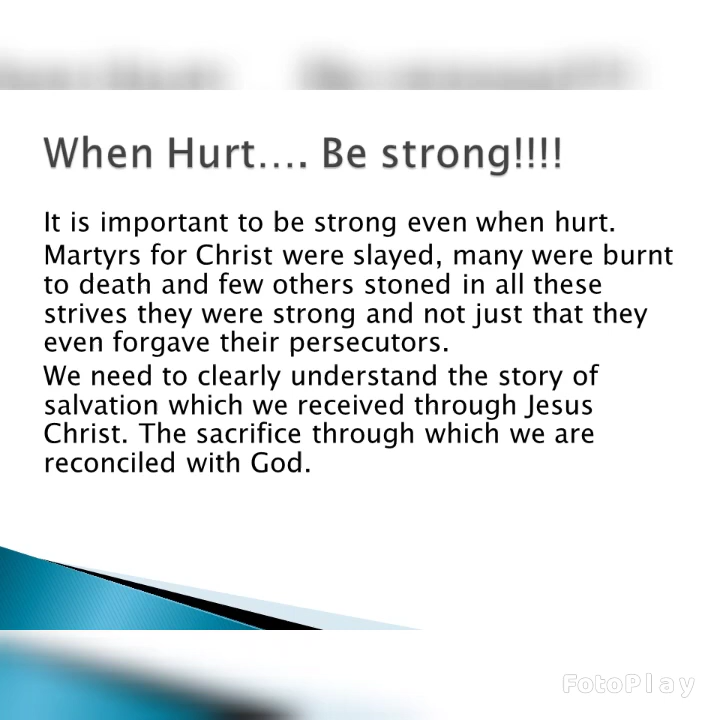 When Hurt.... Be strong!!!!
It is important to be strong even when hurt.
Martyrs for Christ were slayed, many were burnt
to death and few others stoned in all these
strives they were strong and not just that they
even forgave their persecutors.
We need to clearly understand the story of
salvation which we received through Jesus
Christ. The sacrifice through which we are
reconciled with God.
FotoPlay